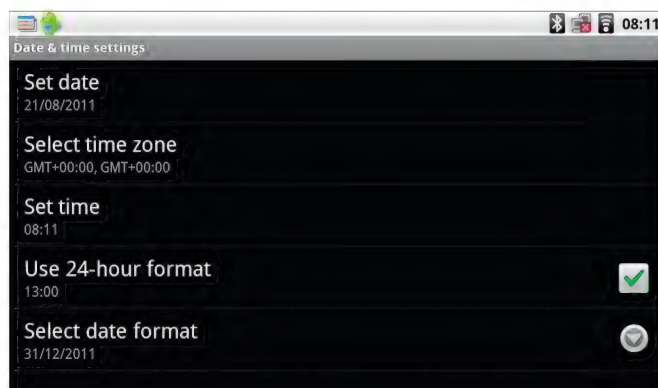 08:11
Date & time settings
Set date
21/08/2011
Select time zone
GMT+00:00, GMT+00:00
Set time
08:11
Use 24-hour format
13:00
Select date format
31/12/2011